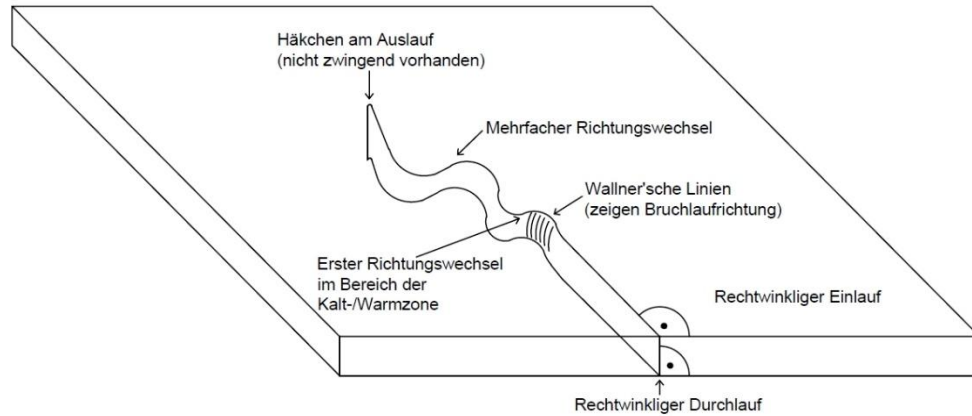 Häkchen am Auslauf
(nicht zwingend vorhanden)
Mehrfacher Richtungswechsel
Wallner'sche Linien
(zeigen Bruchlaufrichtung)
Erster Richtungswechsel
im Bereich der
Kalt-/Warmzone
Rechtwinkliger Einlauf
Rechtwinkliger Durchlauf